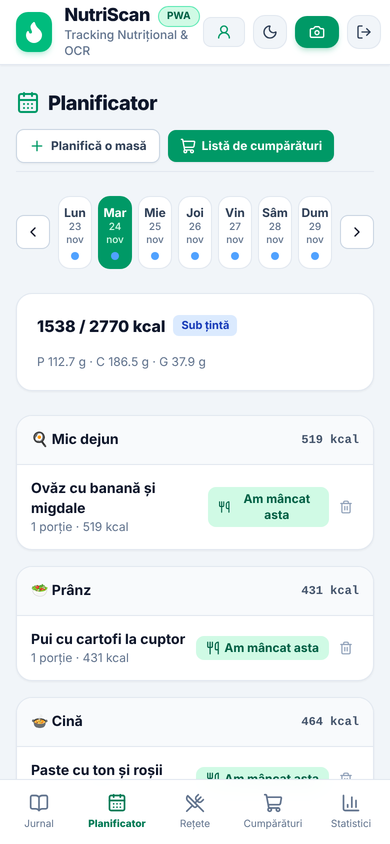 NutriScan PWA
Tracking Nutrițional &
OCR
Planificator
Planifică o masă
Listă de cumpărături
Lun Mar Mie Joi Vin Sâm Dum
23 24 25 26 27 28 29
nov nov nov nov nov nov nov
1538 / 2770 kcal Sub țintă
P 112.7 g · C 186.5 g · G 37.9 g
Mic dejun 519 kcal
Ovăz cu banană și
migdale
1 porție · 519 kcal
Am mâncat
asta
Prânz 431 kcal
Pui cu cartofi la cuptor
1 porție · 431 kcal
Am mâncat asta
Cină 464 kcal
Paste cu ton și roșii
Am mâncat asta
Jurnal Planificator Rețete Cumpărături Statistici